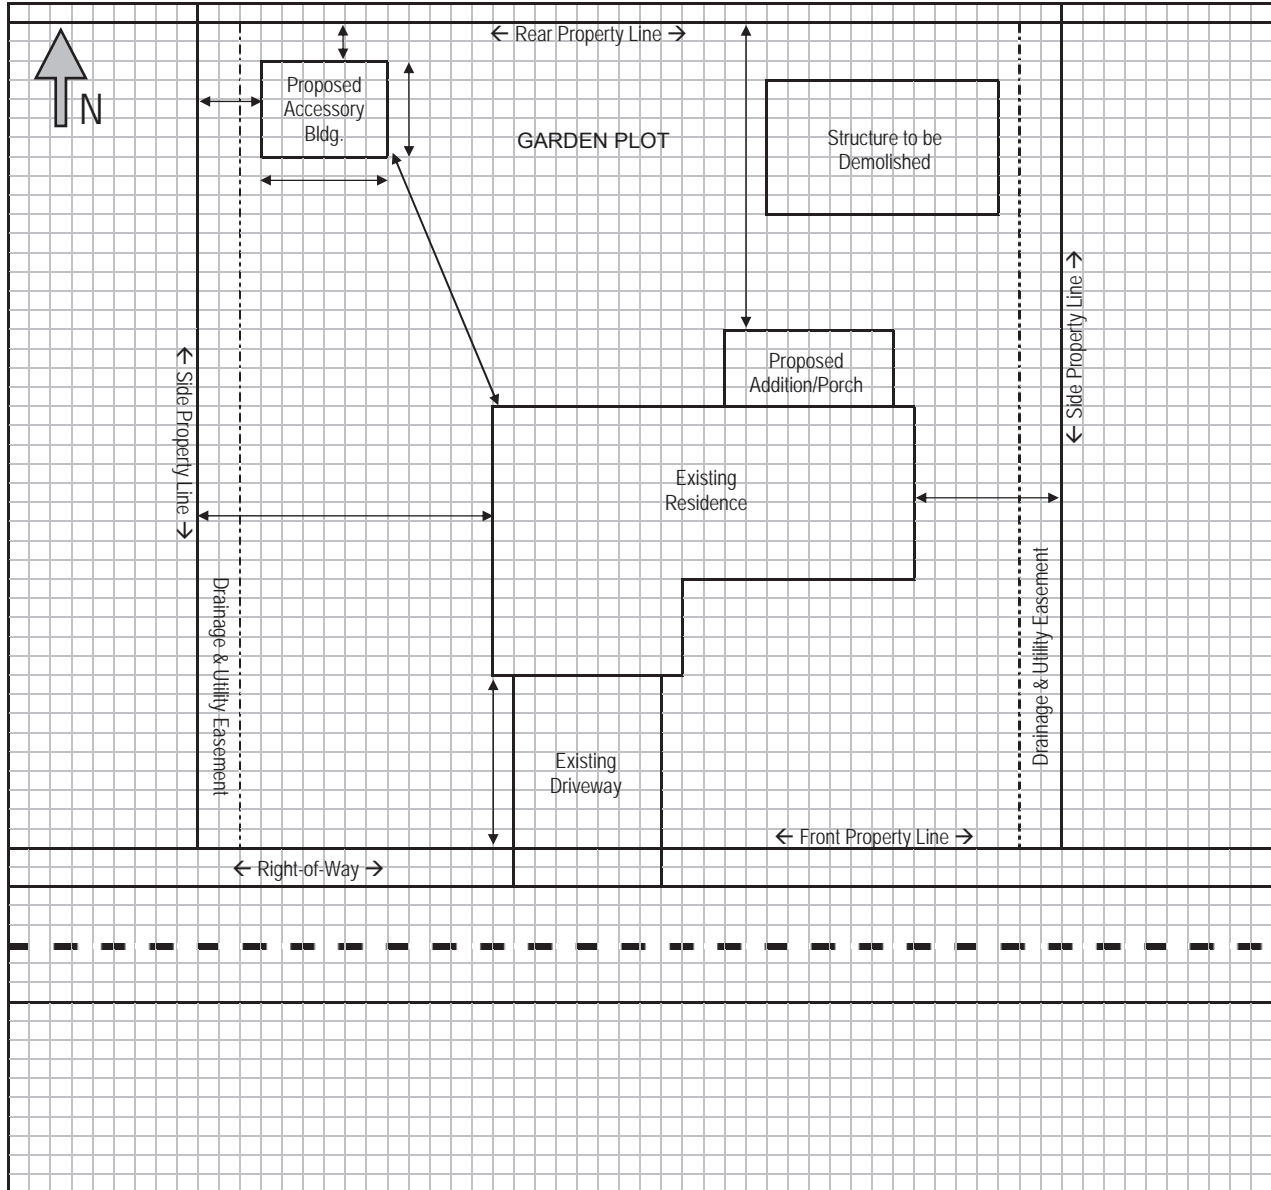 ← Rear Property Line →
N
Proposed
Accessory
Bldg.
GARDEN PLOT
Structure to be
Demolished
← Side Property Line →
Proposed
Addition/Porch
← Side Property Line →
Existing
Residence
Drainage & Utility Easement
Drainage & Utility Easement
Existing
Driveway
← Front Property Line →
← Right-of-Way →